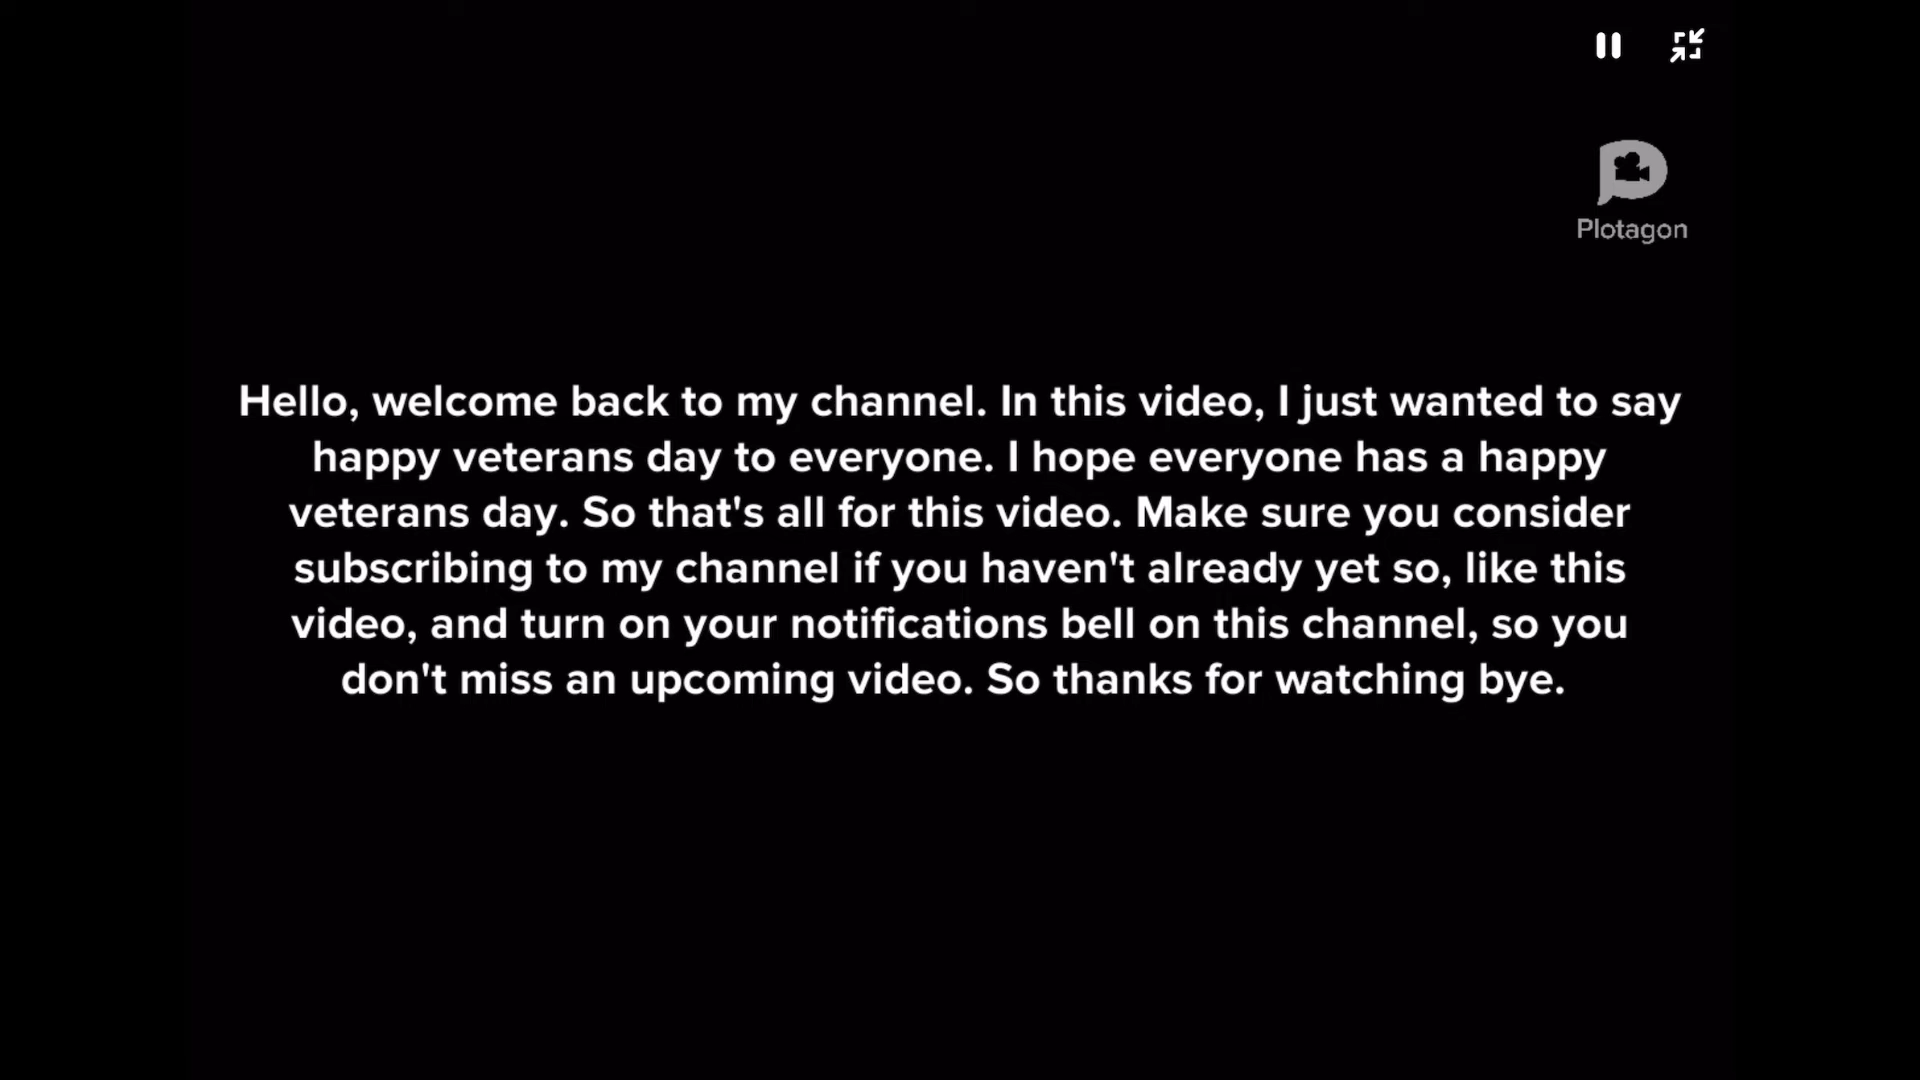 Plotagon
Hello, welcome back to my channel. In this video, I just wanted to say
happy veterans day to everyone. I hope everyone has a happy
veterans day. So that's all for this video. Make sure you consider
subscribing to my channel if you haven't already yet so, like this
video, and turn on your notifications bell on this channel, so you
don't miss an upcoming video. So thanks for watching bye.